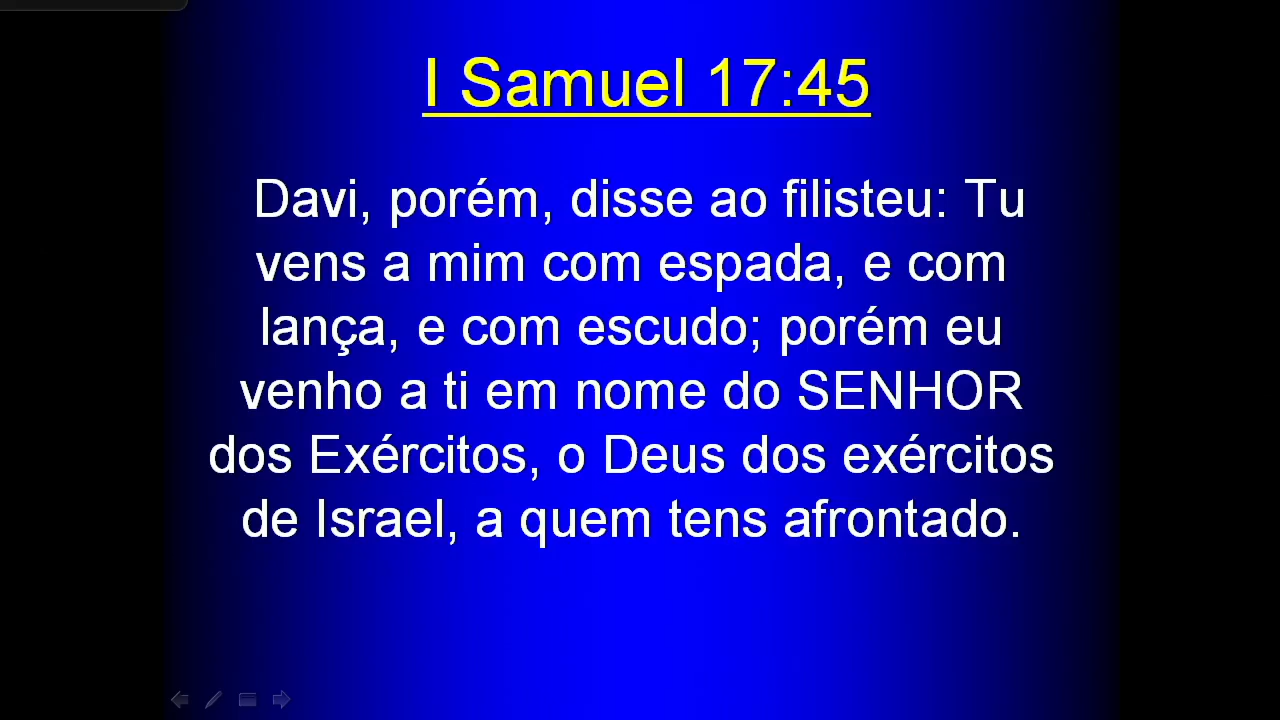 I Samuel 17:45
Davi, porém, disse ao filisteu: Tu
vens a mim com espada, e com
lança, e com escudo; porém eu
venho a ti em nome do SENHOR
dos Exércitos, o Deus dos exércitos
de Israel, a quem tens afrontado.